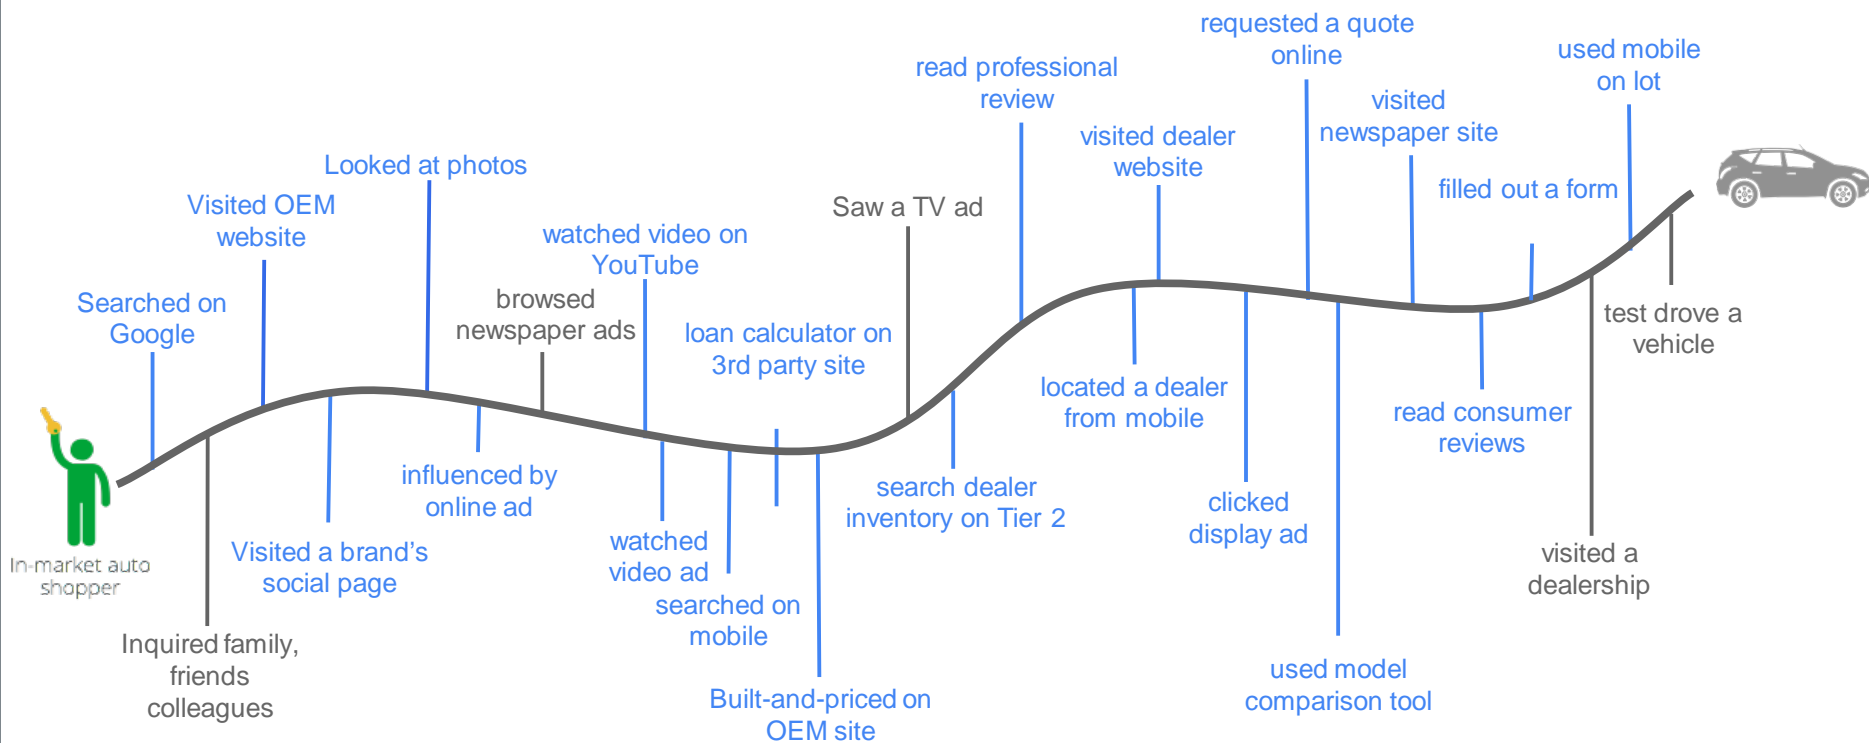 requested a quote
online
used mobile
on lot
read professional
review
visited
newspaper site
visited dealer
website
Looked at photos
filled out a form
Visited OEM
website
Saw a TV ad
watched video on
YouTube
Searched on
Google
browsed
newspaper ads
loan calculator on
3rd party site
test drove a
vehicle
located a dealer
from mobile
read consumer
reviews
influenced by
online ad
search dealer
inventory on Tier 2
clicked
display ad
Visited a brand’s
social page
watched
video ad
visited a
dealership
In-market auto
shopper
searched on
mobile
Inquired family,
friends
colleagues
used model
comparison tool
Built-and-priced on
OEM site